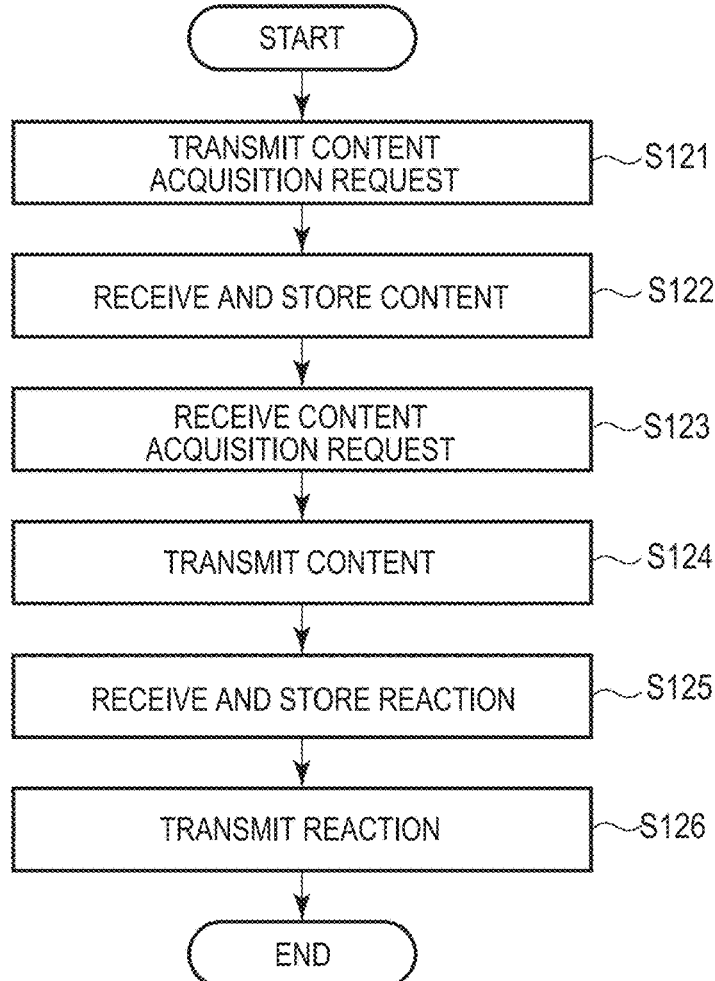 START
TRANSMIT CONTENT
ACQUISITION REQUEST
S121
RECEIVE AND STORE CONTENT
S122
RECEIVE CONTENT
ACQUISITION REQUEST
S123
TRANSMIT CONTENT
S124
RECEIVE AND STORE REACTION
S125
TRANSMIT REACTION
S126
END